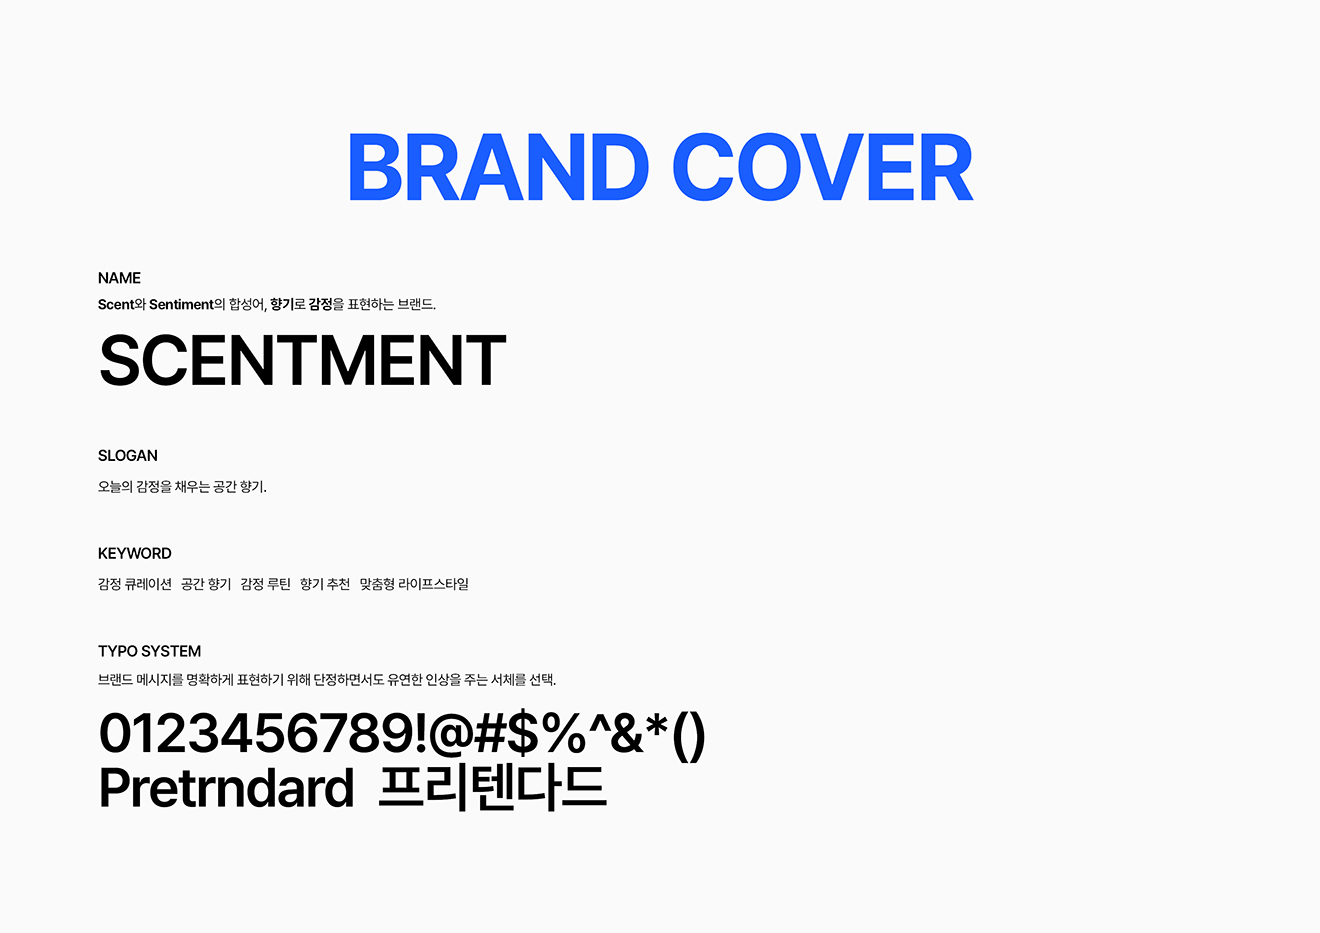 BRAND COVER
NAME
Scent와 Sentiment의 합성어, 향기로 감정을 표현하는 브랜드.
SCENTMENT
SLOGAN
오늘의 감정을 채우는 공간 향기.
KEYWORD
감정 큐레이션 공간 향기 감정 루틴 향기 추천 맞춤형 라이프스타일
TYPO SYSTEM
브랜드 메시지를 명확하게 표현하기 위해 단정하면서도 유연한 인상을 주는 서체를 선택.
0123456789!@#$%^&*()
Pretrndard 프리텐다드